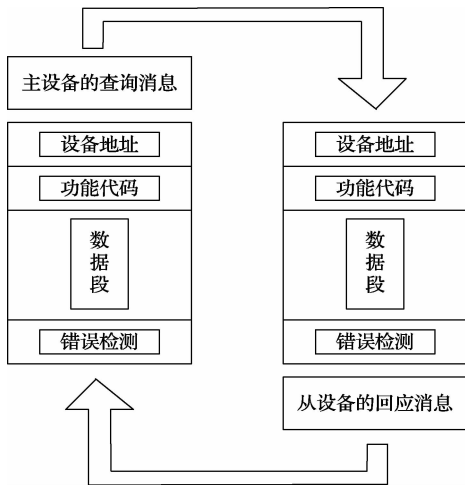 主设备的查询消息
设备地址
功能代码
数
据
段
错误检测
设备地址
功能代码
数
据
段
错误检测
从设备的回应消息